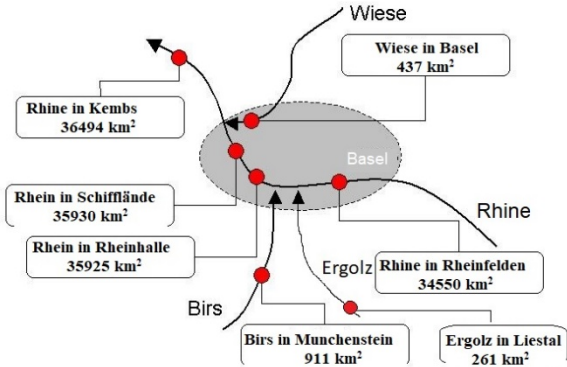 Wiese
Wiese in Basel
437 km²
Rhine in Kembs
36494 km²
Basel
Rhein in Schifflände
35930 km²
Rhine
Rhein in Rheinhalle
35925 km²
Ergolz
Rhine in Rheinfelden
34550 km²
Birs
Birs in Munchenstein
911 km²
Ergolz in Liestal
261 km²